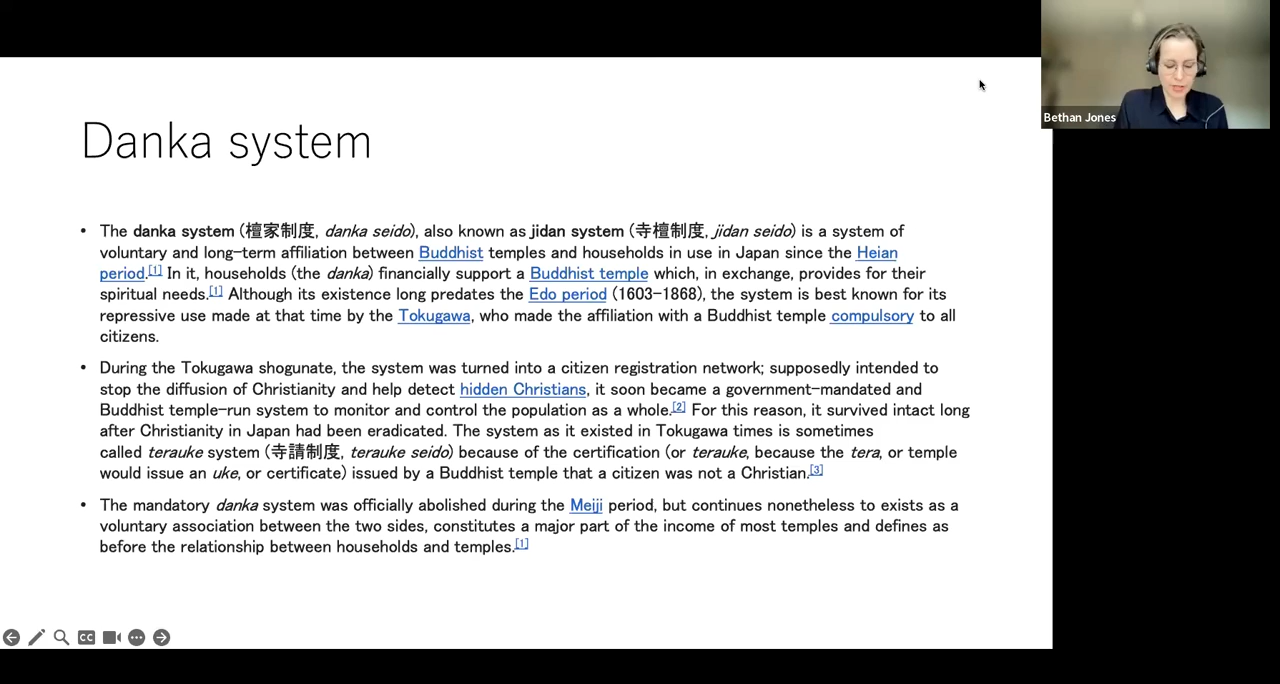 Danka system
• The danka system (檀家制度, danka seido), also known as jidan system (寺檀制度, jidan seido) is a system of
voluntary and long-term affiliation between Buddhist temples and households in use in Japan since the Heian
period.[1] In it, households (the danka) financially support a Buddhist temple which, in exchange, provides for their
spiritual needs.[1] Although its existence long predates the Edo period (1603-1868), the system is best known for its
repressive use made at that time by the Tokugawa, who made the affiliation with a Buddhist temple compulsory to all
citizens.
• During the Tokugawa shogunate, the system was turned into a citizen registration network; supposedly intended to
stop the diffusion of Christianity and help detect hidden Christians, it soon became a government-mandated and
Buddhist temple-run system to monitor and control the population as a whole.[2] For this reason, it survived intact long
after Christianity in Japan had been eradicated. The system as it existed in Tokugawa times is sometimes
called terauke system (寺請制度, terauke seido) because of the certification (or terauke, because the tera, or temple
would issue an uke, or certificate) issued by a Buddhist temple that a citizen was not a Christian.[3]
• The mandatory danka system was officially abolished during the Meiji period, but continues nonetheless to exists as a
voluntary association between the two sides, constitutes a major part of the income of most temples and defines as
before the relationship between households and temples.[1]
Bethan Jones
CC